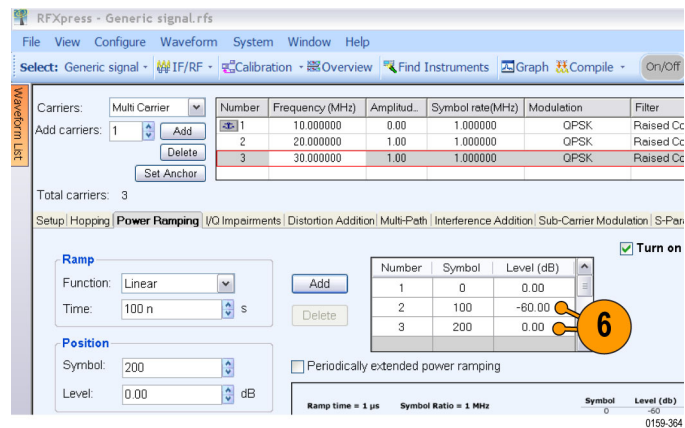 RFXpress - Generic signal.rfs
File View Configure Waveform System Window Help
Select: Generic signal IF/RF Calibration Overview Find Instruments Graph Compile On/Off
Waveform List
Carriers: Multi Carrier
Add carriers: 1 Add
Delete
Set Anchor
Total carriers: 3
Number Frequency (MHz) Amplitud... Symbol rate(MHz) Modulation Filter
1 10.000000 0.00 1.000000 QPSK Raised Co
2 20.000000 1.00 1.000000 QPSK Raised Co
3 30.000000 1.00 1.000000 QPSK Raised Co
Setup Hopping Power Ramping I/Q Impairments Distortion Addition Multi-Path Interference Addition Sub-Carrier Modulation S-Par
Turn on
Ramp
Function: Linear
Time: 100 n s
Position
Symbol: 200
Level: 0.00 dB
Add
Delete
Number Symbol Level (dB)
1 0 0.00
2 100 -60.00
3 200 0.00
6
Periodically extended power ramping
Ramp time = 1 µs Symbol Ratio = 1 MHz
Symbol Level (db)
0 -60
0159-364